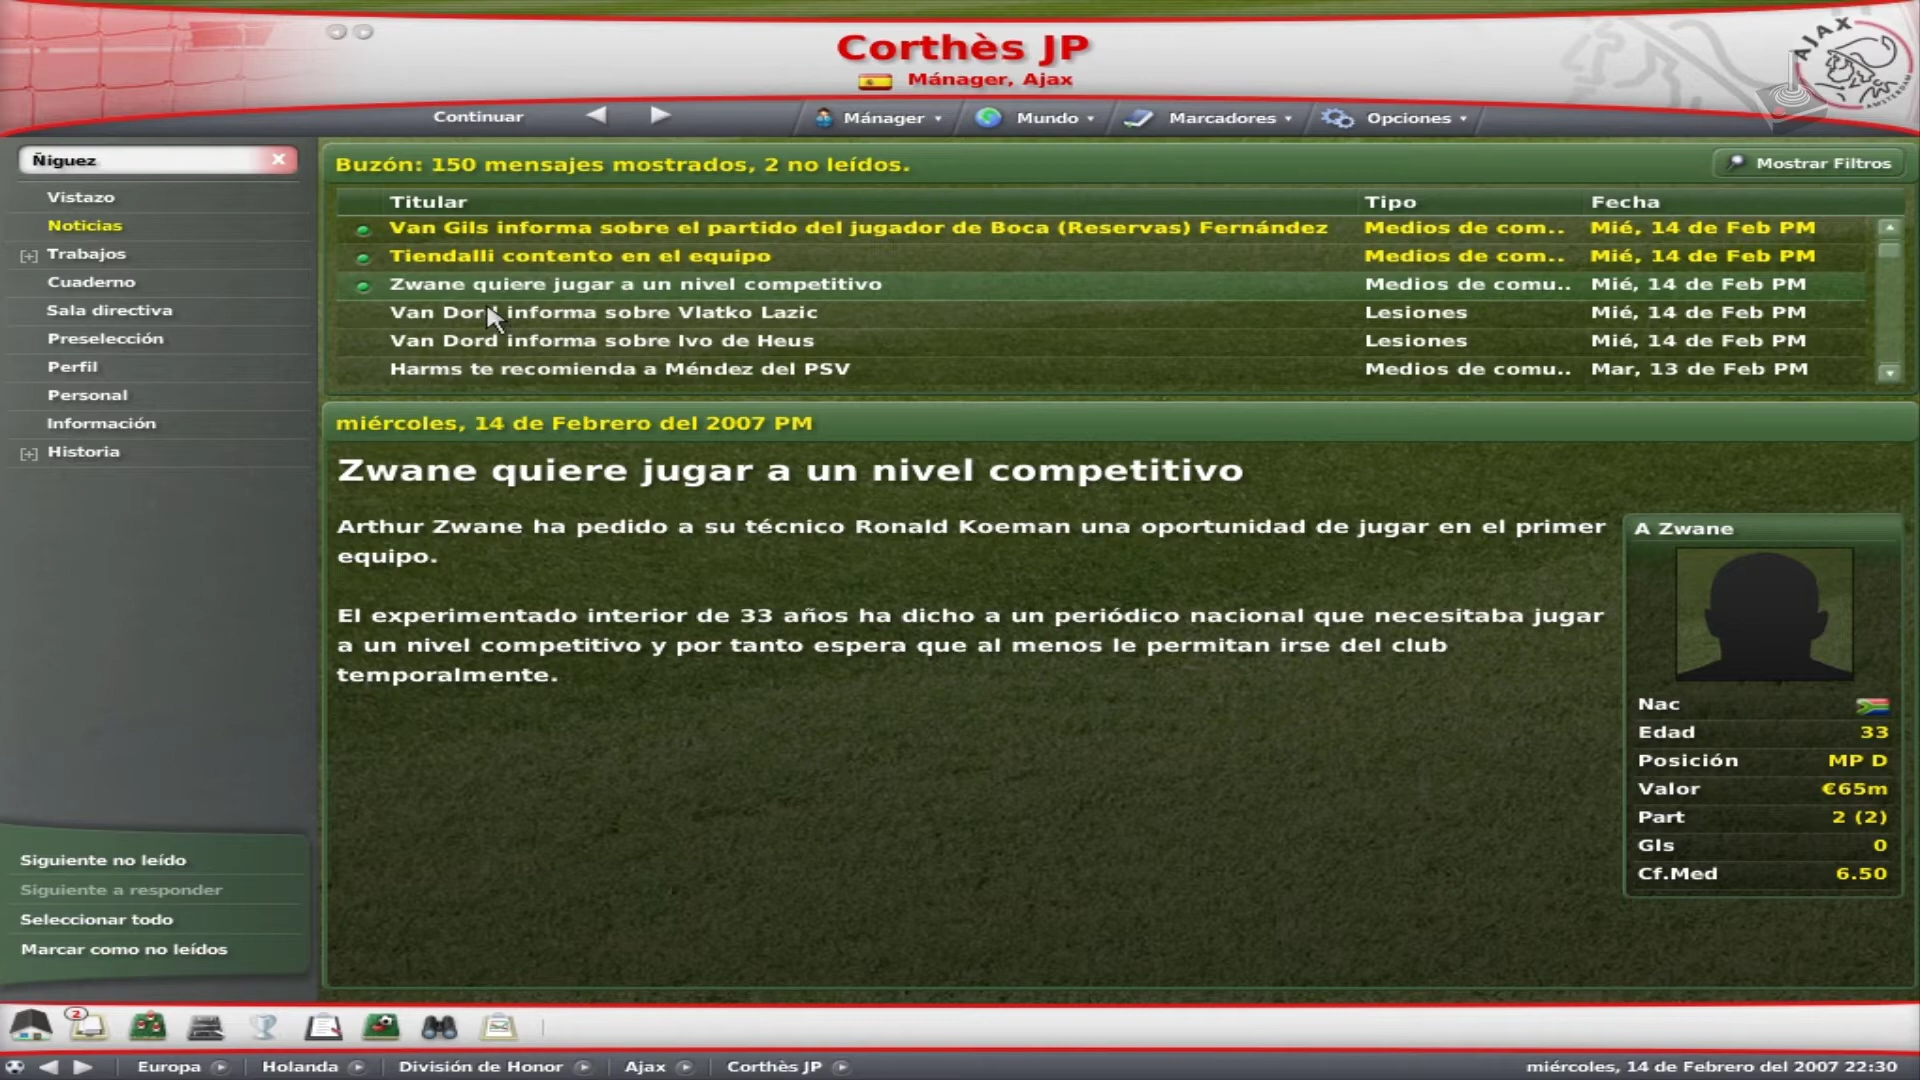 Corthès JP
Mánager, Ajax
AJAX
AMSTERDAM
Continuar
Mánager
Mundo
Marcadores
Opciones
Ñiguez
Vistazo
Noticias
[+] Trabajos
Cuaderno
Sala directiva
Preselección
Perfil
Personal
Información
[+] Historia
Siguiente no leído
Siguiente a responder
Seleccionar todo
Marcar como no leídos
Buzón: 150 mensajes mostrados, 2 no leídos.
Mostrar Filtros
Titular Tipo Fecha
Van Gils informa sobre el partido del jugador de Boca (Reservas) Fernández Medios de com.. Mié, 14 de Feb PM
Tiendalli contento en el equipo Medios de com.. Mié, 14 de Feb PM
Zwane quiere jugar a un nivel competitivo Medios de comu.. Mié, 14 de Feb PM
Van Dord informa sobre Vlatko Lazic Lesiones Mié, 14 de Feb PM
Van Dord informa sobre Ivo de Heus Lesiones Mié, 14 de Feb PM
Harms te recomienda a Méndez del PSV Medios de comu.. Mar, 13 de Feb PM
miércoles, 14 de Febrero del 2007 PM
Zwane quiere jugar a un nivel competitivo
Arthur Zwane ha pedido a su técnico Ronald Koeman una oportunidad de jugar en el primer
equipo.
El experimentado interior de 33 años ha dicho a un periódico nacional que necesitaba jugar
a un nivel competitivo y por tanto espera que al menos le permitan irse del club
temporalmente.
A Zwane
Nac
Edad 33
Posición MP D
Valor €65m
Part 2 (2)
Gls 0
Cf.Med 6.50
2
Europa
Holanda
División de Honor
Ajax
Corthès JP
miércoles, 14 de Febrero del 2007 22:30